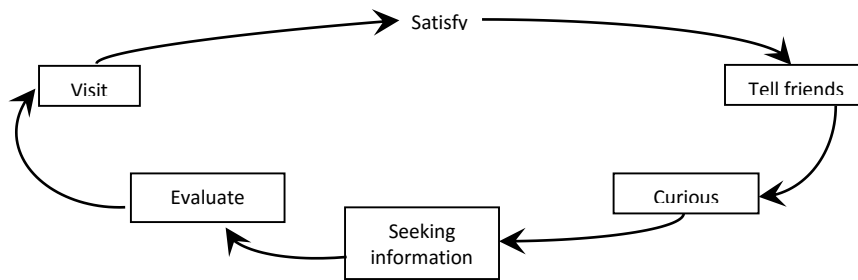 Satisfy
Visit
Tell friends
Evaluate
Curious
Seeking
information